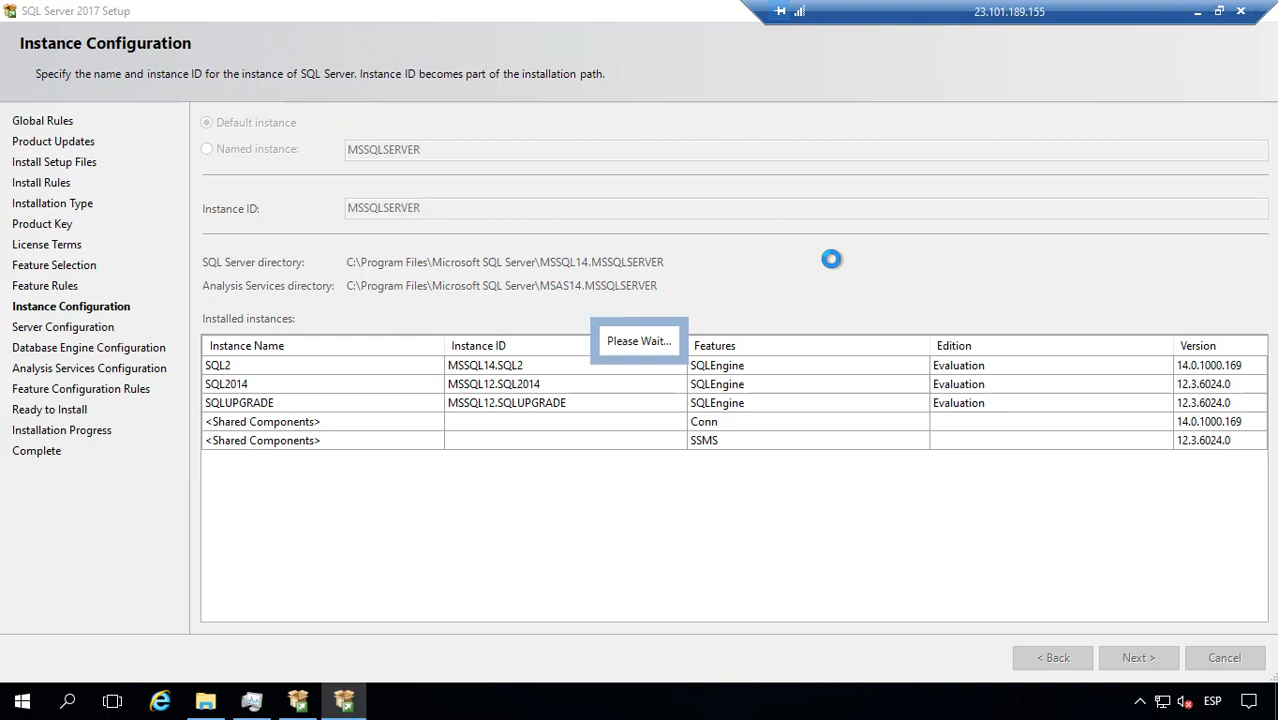 SQL Server 2017 Setup
23.101.189.155
Instance Configuration
Specify the name and instance ID for the instance of SQL Server. Instance ID becomes part of the installation path.
Global Rules
Product Updates
Install Setup Files
Install Rules
Installation Type
Product Key
License Terms
Feature Selection
Feature Rules
Instance Configuration
Server Configuration
Database Engine Configuration
Analysis Services Configuration
Feature Configuration Rules
Ready to Install
Installation Progress
Complete
Default instance
Named instance: MSSQLSERVER
Instance ID: MSSQLSERVER
SQL Server directory: C:\Program Files\Microsoft SQL Server\MSSQL14.MSSQLSERVER
Analysis Services directory: C:\Program Files\Microsoft SQL Server\MSAS14.MSSQLSERVER
Installed instances:
Please Wait...
Instance Name Instance ID Features Edition Version
SQL2 MSSQL14.SQL2 SQLEngine Evaluation 14.0.1000.169
SQL2014 MSSQL12.SQL2014 SQLEngine Evaluation 12.3.6024.0
SQLUPGRADE MSSQL12.SQLUPGRADE SQLEngine Evaluation 12.3.6024.0
<Shared Components> Conn 14.0.1000.169
<Shared Components> SSMS 12.3.6024.0
< Back Next > Cancel
ESP